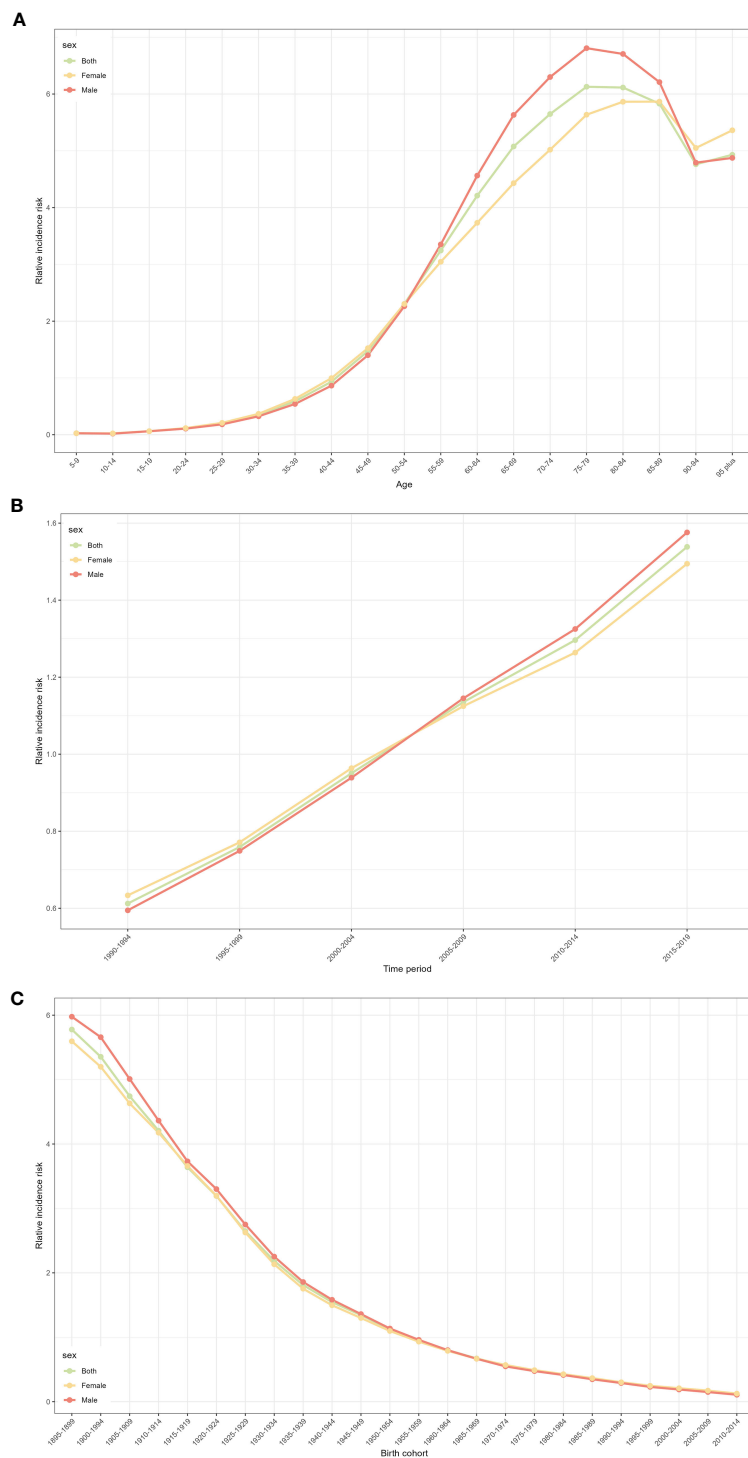 A
sex
Both
Female
Male
Rlative incidence risk
6
4
2
0
5-9
10-14
15-19
20-24
25-29
30-34
35-39
40-44
45-49
50-54
55-59
60-64
65-69
70-74
75-79
80-84
85-89
90-94
95 plus
Age
B
sex
Both
Female
Male
Rlative incidence risk
1.6
1.4
1.2
1.0
0.8
0.6
1990-1994
1995-1999
2000-2004
2005-2009
2010-2014
2015-2019
Time period
C
Rlative incidence risk
6
4
2
0
sex
Both
Female
Male
1895-1899
1900-1994
1905-1909
1910-1914
1915-1919
1920-1924
1925-1929
1930-1934
1935-1939
1940-1944
1945-1949
1950-1954
1955-1959
1960-1964
1965-1969
1970-1974
1975-1979
1980-1984
1985-1989
1990-1994
1995-1999
2000-2004
2005-2009
2010-2014
Birth cohort